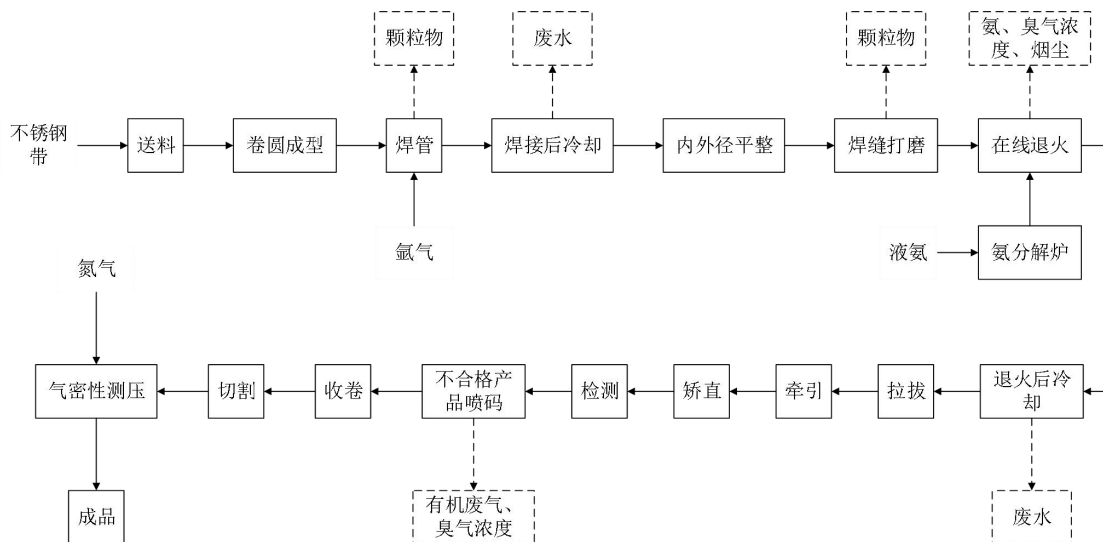 颗粒物
废水
颗粒物
氨、臭气浓
度、烟尘
不锈钢
带
送料
卷圆成型
焊管
焊接后冷却
内外径平整
焊缝打磨
在线退火
氩气
液氨
氨分解炉
氮气
气密性测压
切割
收卷
不合格产
品喷码
检测
矫直
牵引
拉拔
退火后冷
却
成品
有机废气、
臭气浓度
废水